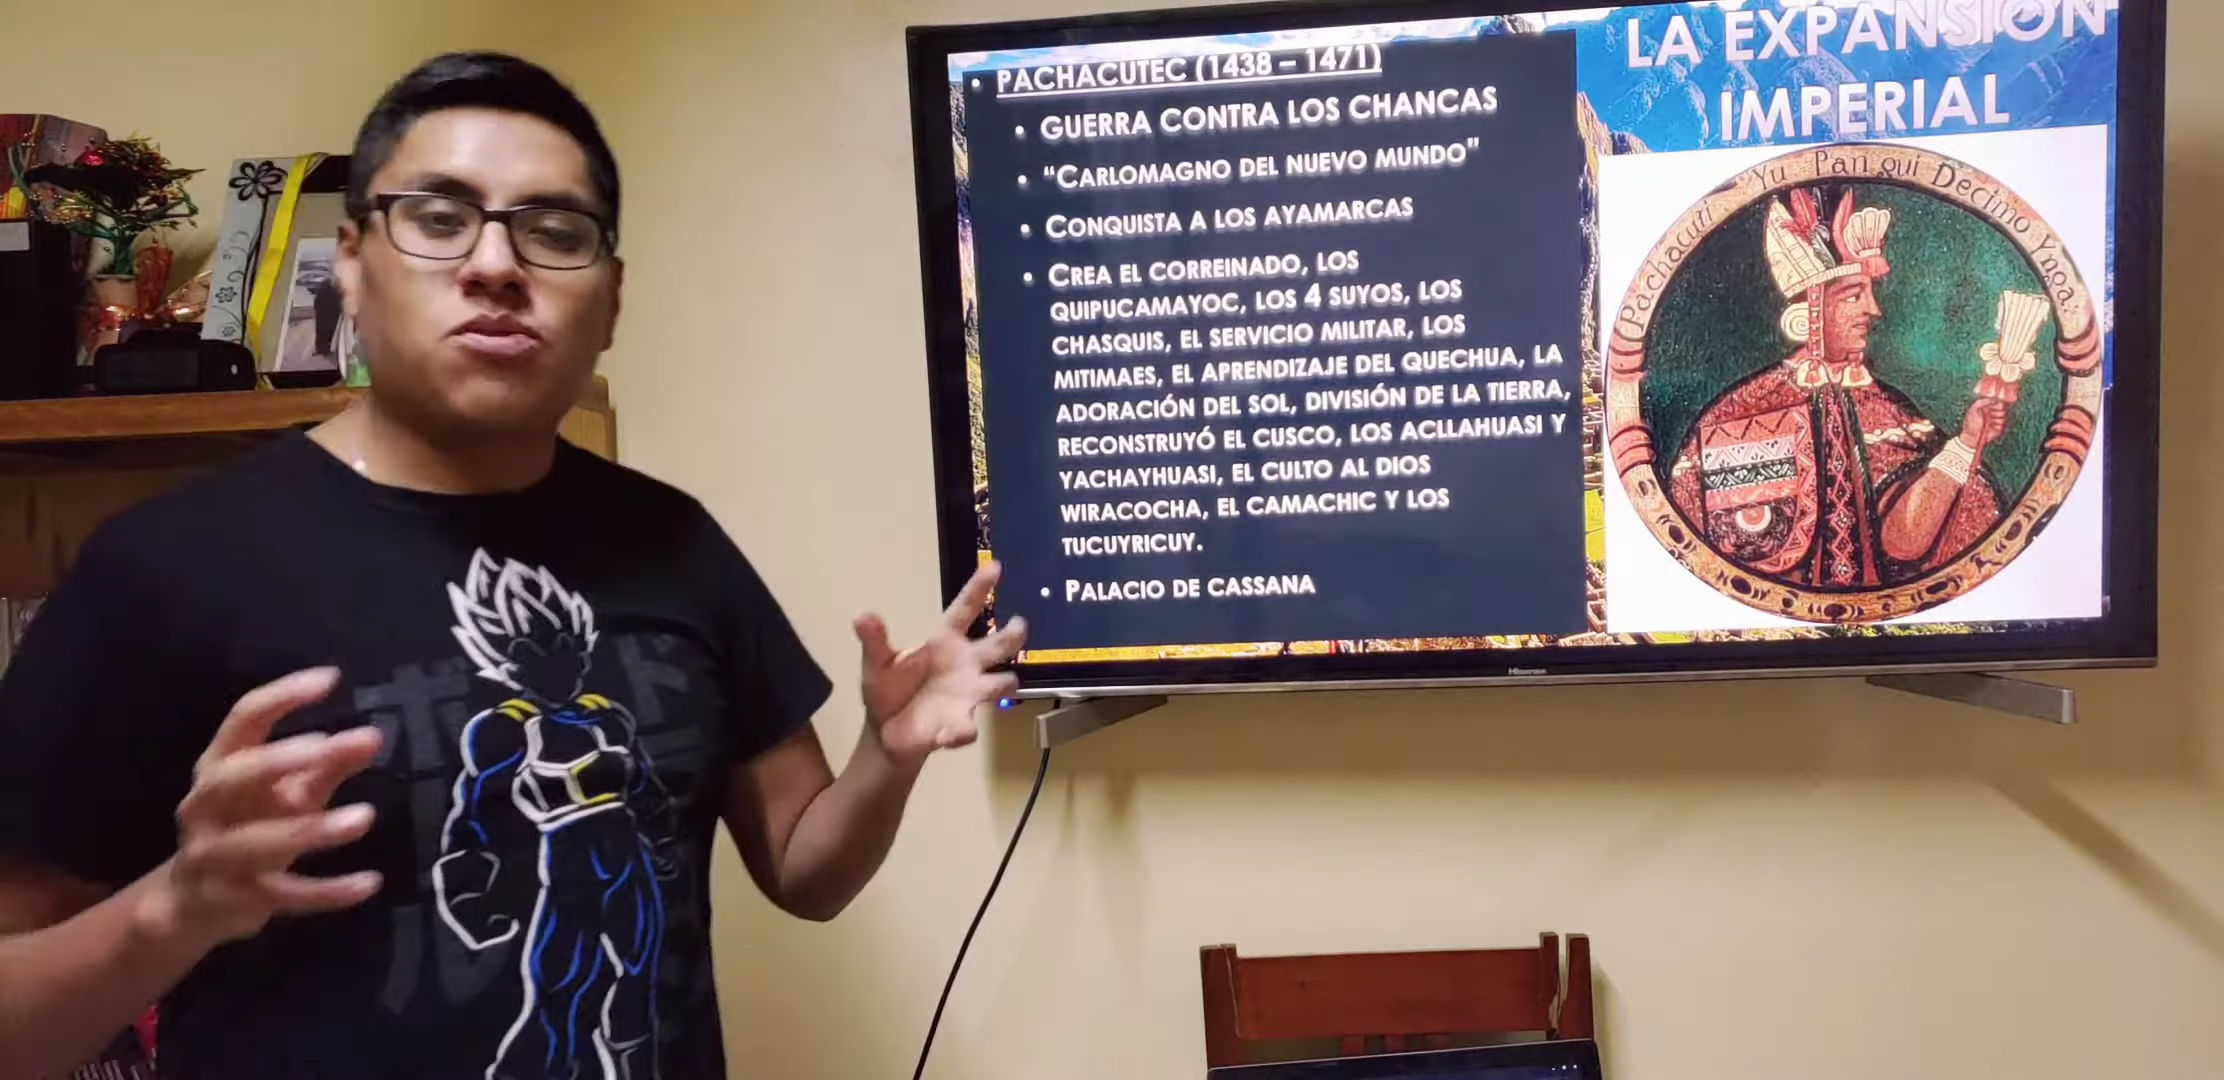 PACHACUTEC (1438 – 1471)
GUERRA CONTRA LOS CHANCAS
“CARLOMAGNO DEL NUEVO MUNDO”
CONQUISTA A LOS AYAMARCAS
CREA EL CORREINADO, LOS
QUIPUCAMAYOC, LOS 4 SUYOS, LOS
CHASQUIS, EL SERVICIO MILITAR, LOS
MITIMAES, EL APRENDIZAJE DEL QUECHUA, LA
ADORACIÓN DEL SOL, DIVISIÓN DE LA TIERRA,
RECONSTRUYÓ EL CUSCO, LOS ACLLAHUASI Y
YACHAYHUASI, EL CULTO AL DIOS
WIRACOCHA, EL CAMACHIC Y LOS
TUCUYRICUY.
PALACIO DE CASSANA
LA EXPANSIÓN
IMPERIAL
Pachacuti Yu Pan qui Decimo Ynga.
Hisense